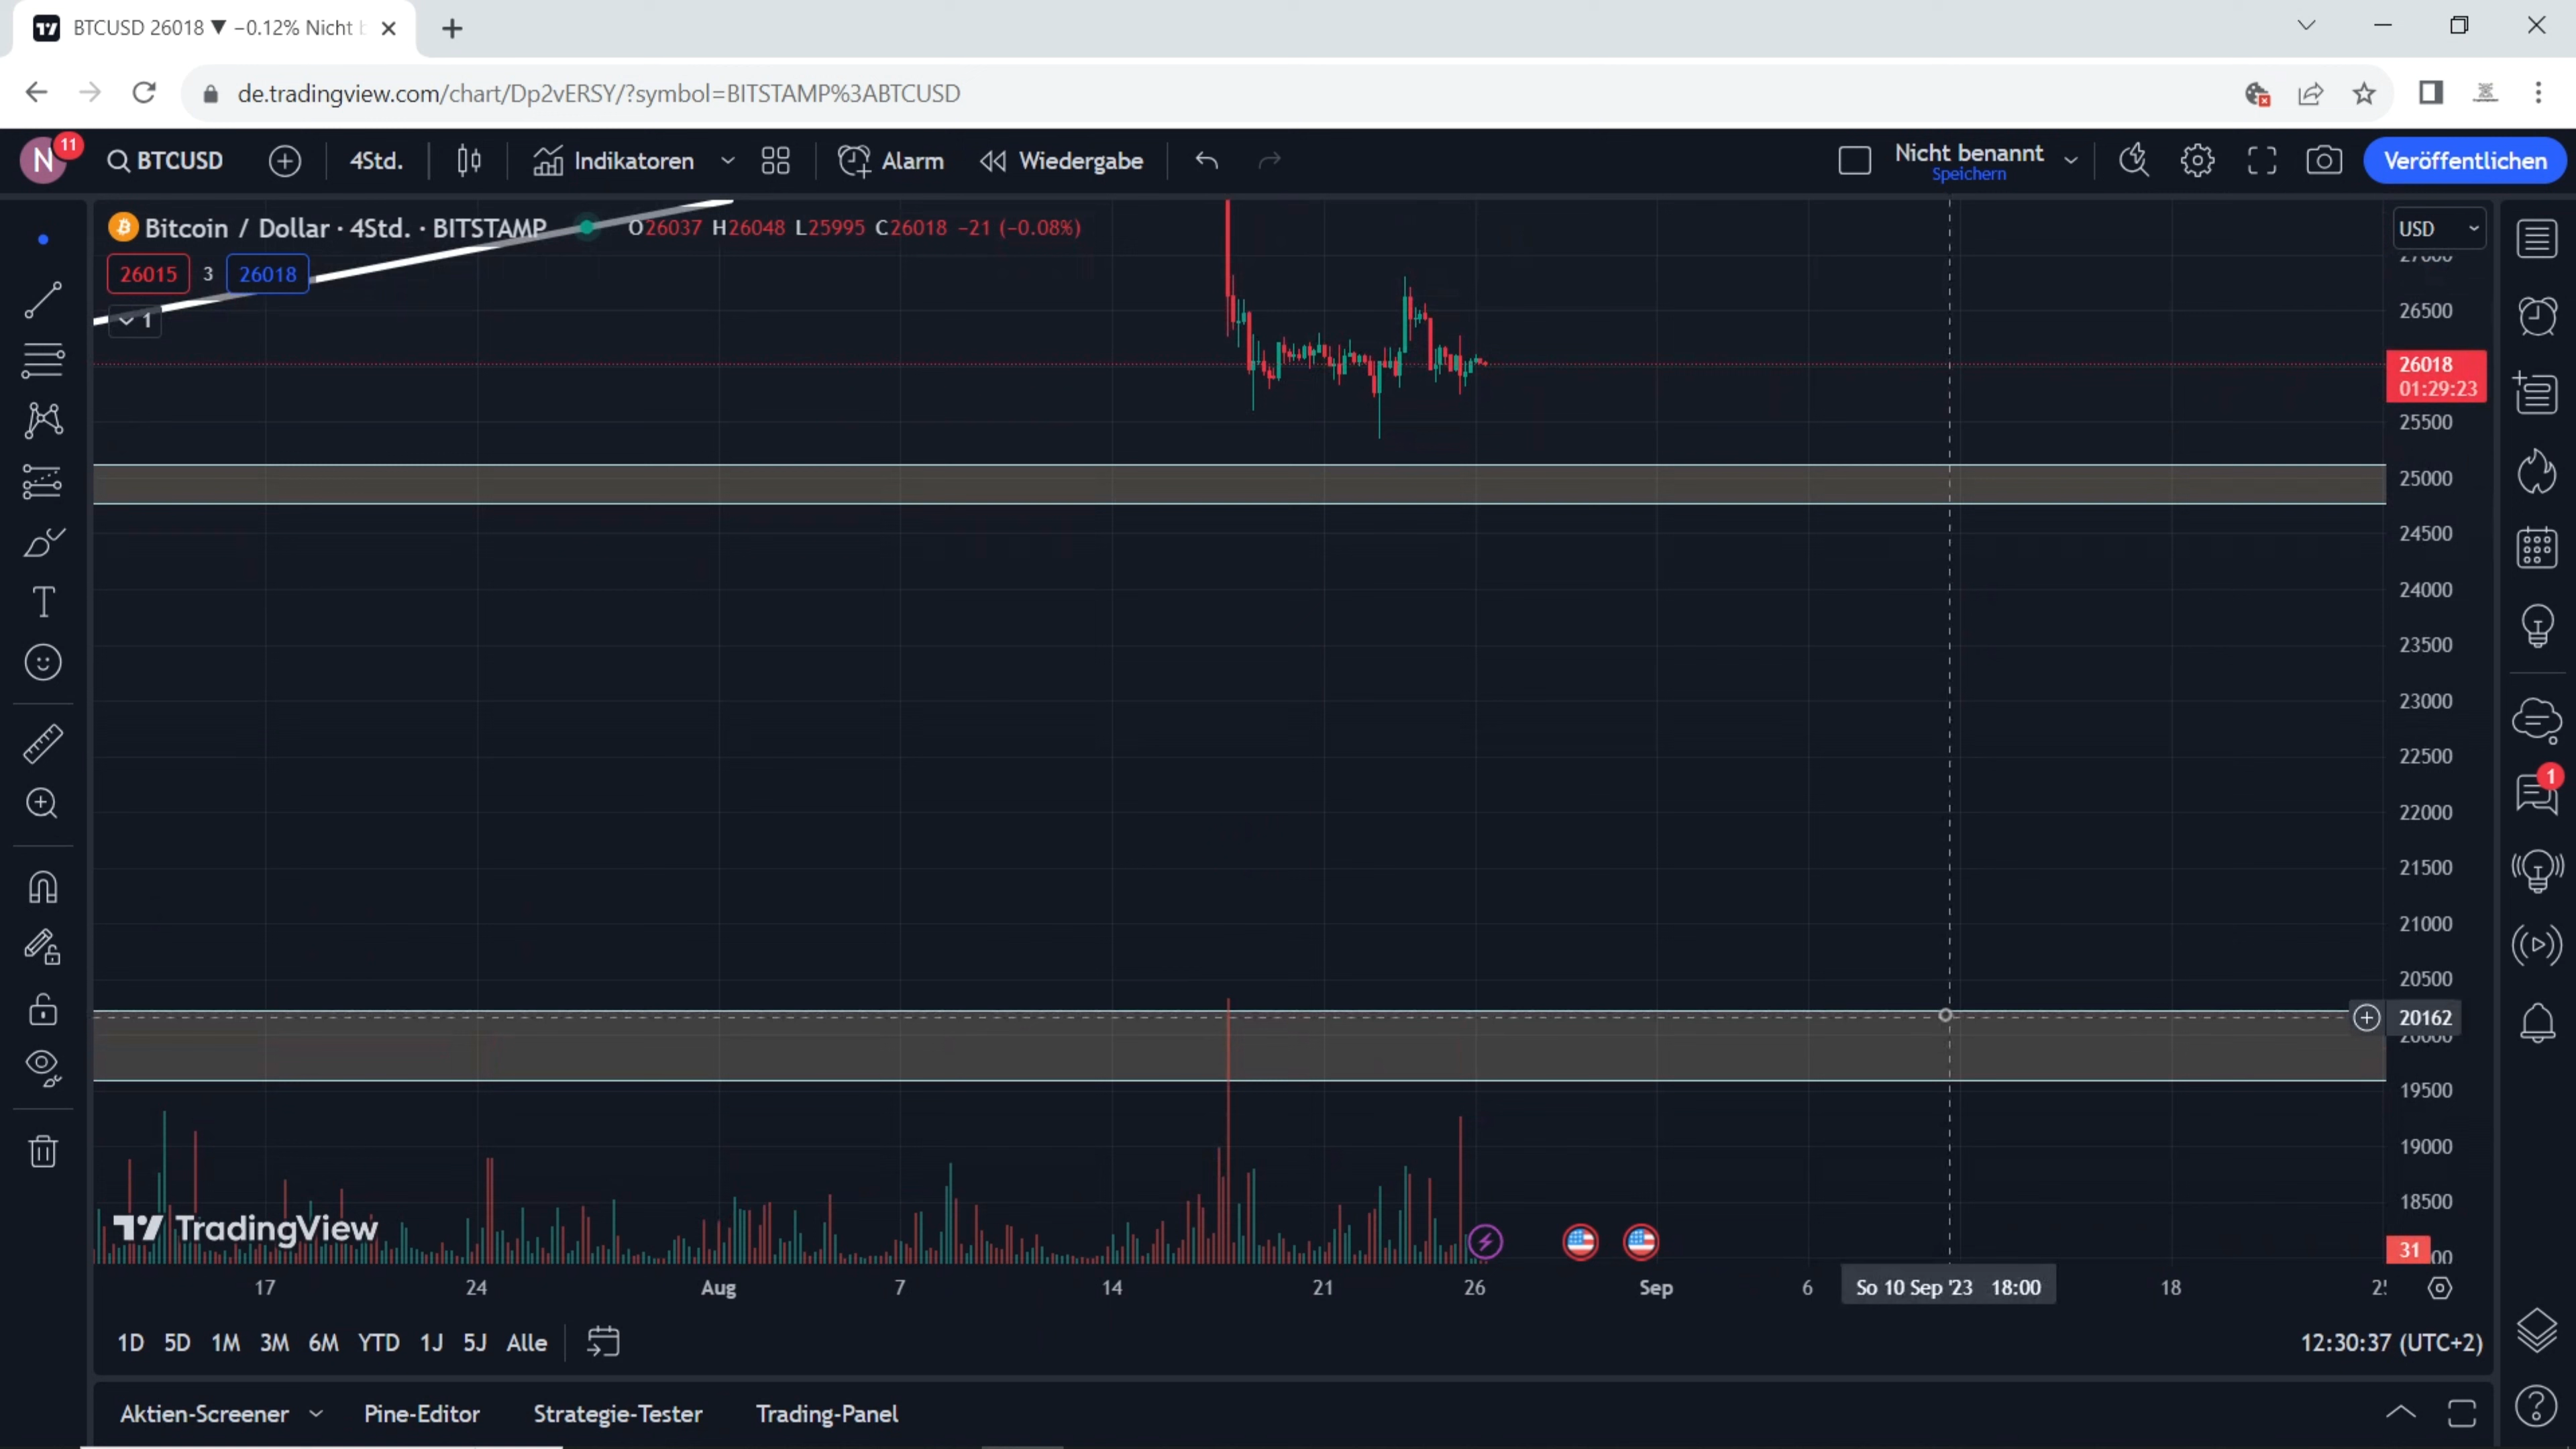 BTCUSD 26018 ▼ −0.12% Nicht
de.tradingview.com/chart/Dp2vERSY/?symbol=BITSTAMP%3ABTCUSD
N 11 BTCUSD 4Std. Indikatoren Alarm Wiedergabe Nicht benannt Veröffentlichen
Speichern
Bitcoin / Dollar · 4Std. · BITSTAMP O26037 H26048 L25995 C26018 −21 (−0.08%) USD
26015 3 26018
1
27000
26500
26018
01:29:23
25500
25000
24500
24000
23500
23000
22500
22000
1
21500
21000
20500
20162
20000
19500
19000
18500
TradingView
31 00
17 24 Aug 7 14 21 26 Sep 6 So 10 Sep '23 18:00 18
1D 5D 1M 3M 6M YTD 1J 5J Alle 12:30:37 (UTC+2)
Aktien-Screener Pine-Editor Strategie-Tester Trading-Panel